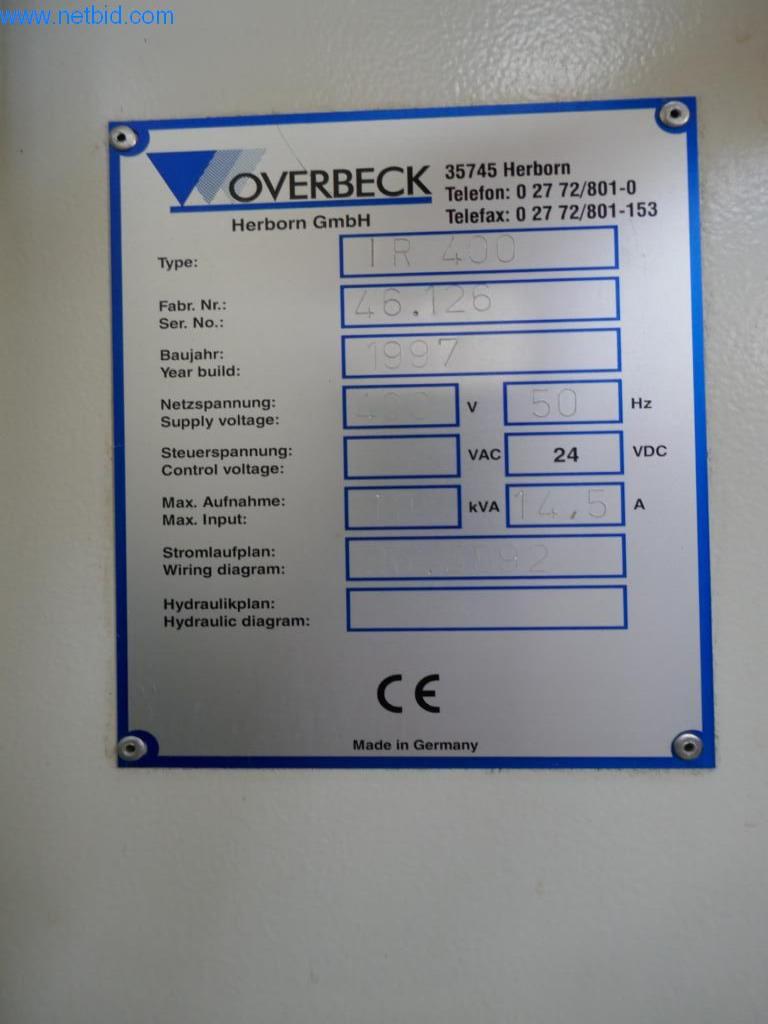 www.netbid.com
OVERBECK
Herborn GmbH
35745 Herborn
Telefon: 0 27 72/801-0
Telefax: 0 27 72/801-153
Type: IR 400
Fabr. Nr.:
Ser. No.: 46.126
Baujahr:
Year build: 1997
Netzspannung:
Supply voltage: 400 V 50 Hz
Steuerspannung:
Control voltage: VAC 24 VDC
Max. Aufnahme:
Max. Input: kVA 14,5 A
Stromlaufplan:
Wiring diagram:
Hydraulikplan:
Hydraulic diagram:
CE
Made in Germany